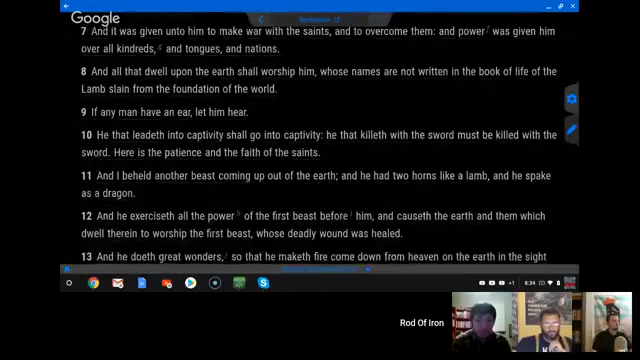 Google
Revelation 13
7 And it was given unto him to make war with the saints, and to overcome them: and power was given him
over all kindreds, and tongues, and nations.
8 And all that dwell upon the earth shall worship him, whose names are not written in the book of life of the
Lamb slain from the foundation of the world.
9 If any man have an ear, let him hear.
10 He that leadeth into captivity shall go into captivity: he that killeth with the sword must be killed with the
sword. Here is the patience and the faith of the saints.
11 And I beheld another beast coming up out of the earth; and he had two horns like a lamb, and he spake
as a dragon.
12 And he exerciseth all the power of the first beast before him, and causeth the earth and them which
dwell therein to worship the first beast, whose deadly wound was healed.
13 And he doeth great wonders, so that he maketh fire come down from heaven on the earth in the sight
+1
8:34
Rod Of Iron